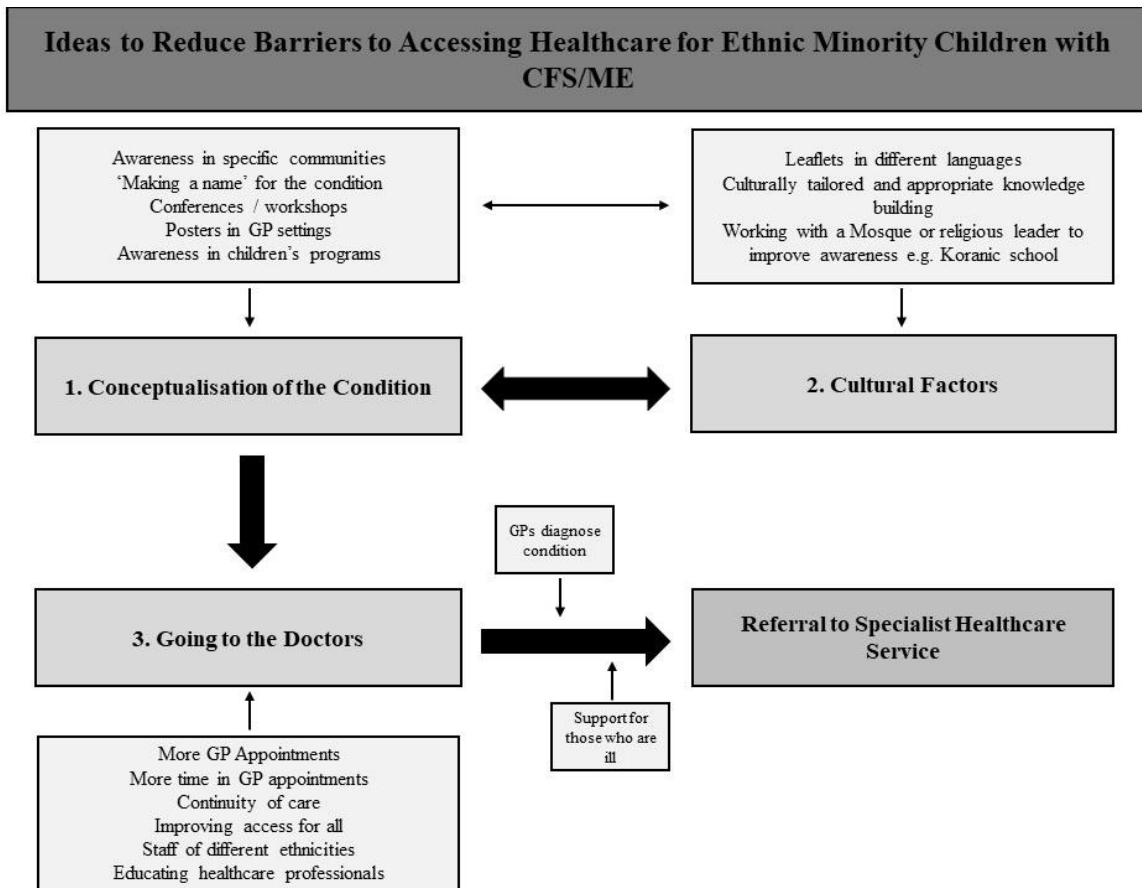 Ideas to Reduce Barriers to Accessing Healthcare for Ethnic Minority Children with
CFS/ME
Awareness in specific communities
‘Making a name’ for the condition
Conferences / workshops
Posters in GP settings
Awareness in children’s programs
Leaflets in different languages
Culturally tailored and appropriate knowledge
building
Working with a Mosque or religious leader to
improve awareness e.g. Koranic school
1. Conceptualisation of the Condition
2. Cultural Factors
GPs diagnose
condition
3. Going to the Doctors
Referral to Specialist Healthcare
Service
Support for
those who are
ill
More GP Appointments
More time in GP appointments
Continuity of care
Improving access for all
Staff of different ethnicities
Educating healthcare professionals